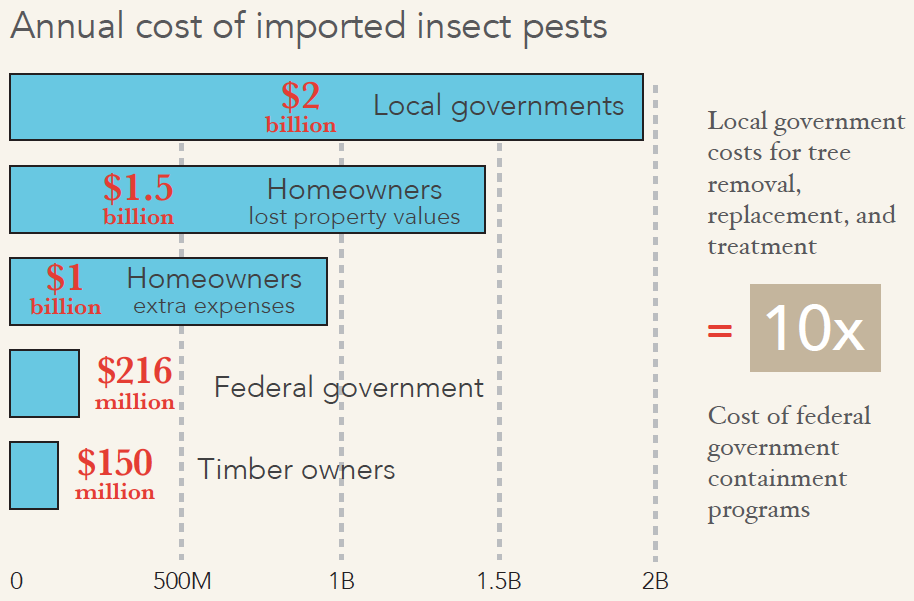 Annual cost of imported insect pests
$2
billion
Local governments
$1.5
billion
Homeowners
lost property values
$1
billion
Homeowners
extra expenses
$216
million
Federal government
$150
million
Timber owners
0
500M
1B
1.5B
2B
Local government
costs for tree
removal,
replacement, and
treatment
= 10x
Cost of federal
government
containment
programs